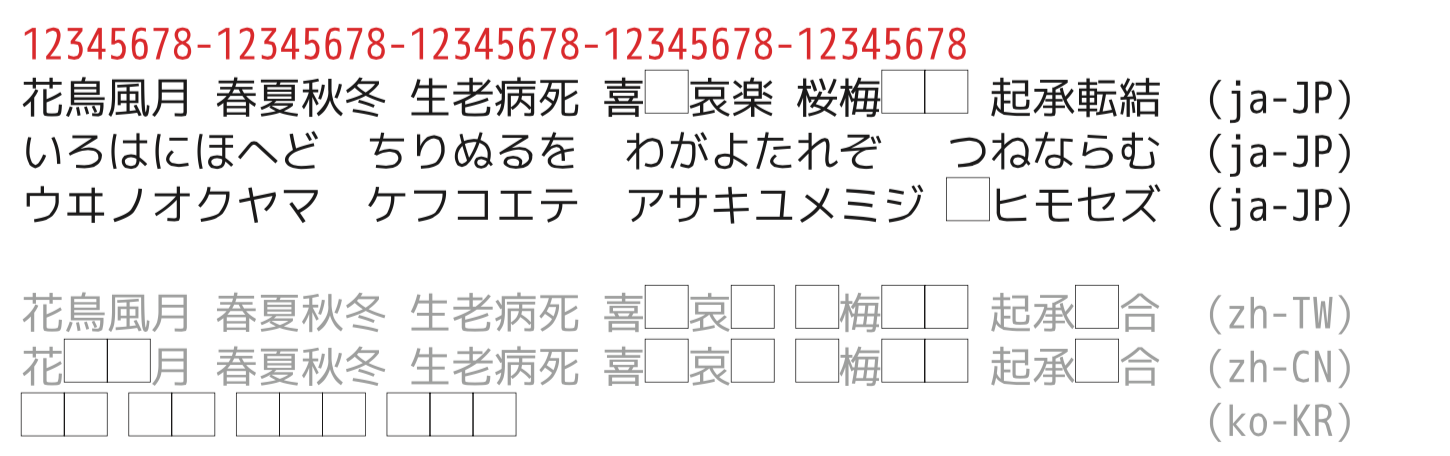 12345678-12345678-12345678-12345678-12345678
花鳥風月 春夏秋冬 生老病死 喜□哀楽 桜梅□□ 起承転結 (ja-JP)
いろはにほへど　ちりぬるを　わがよたれぞ　つねならむ (ja-JP)
ウヰノオクヤマ　ケフコエテ　アサキユメミジ □ヒモセズ (ja-JP)
花鳥風月 春夏秋冬 生老病死 喜□哀□ □梅□□ 起承□合 (zh-TW)
花□□月 春夏秋冬 生老病死 喜□哀□ □梅□□ 起承□合 (zh-CN)
□□ □□ □□□ □□□ (ko-KR)